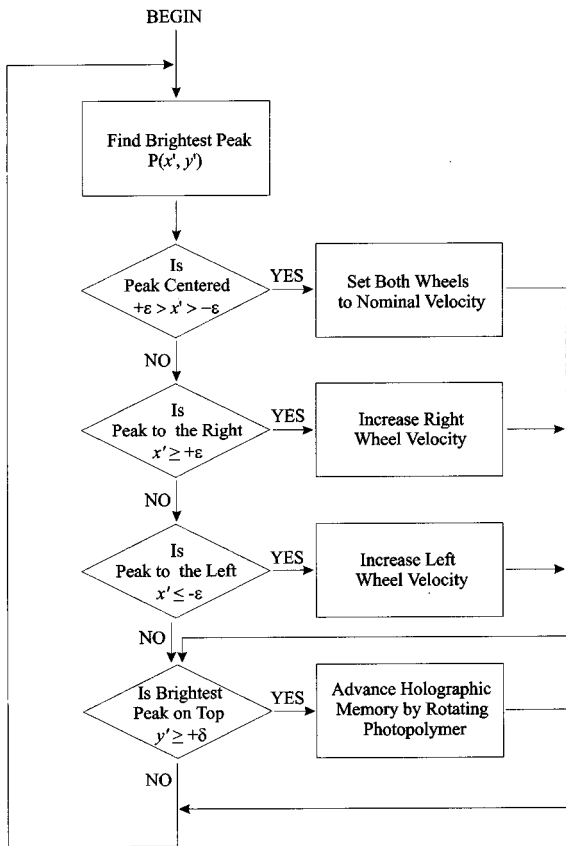 BEGIN
Find Brightest Peak
P(x', y')
Is
Peak Centered
+ε > x' > −ε
YES
Set Both Wheels
to Nominal Velocity
NO
Is
Peak to the Right
x' ≥ +ε
YES
Increase Right
Wheel Velocity
NO
Is
Peak to the Left
x' ≤ -ε
YES
Increase Left
Wheel Velocity
NO
Is Brightest
Peak on Top
y' ≥ +δ
YES
Advance Holographic
Memory by Rotating
Photopolymer
NO